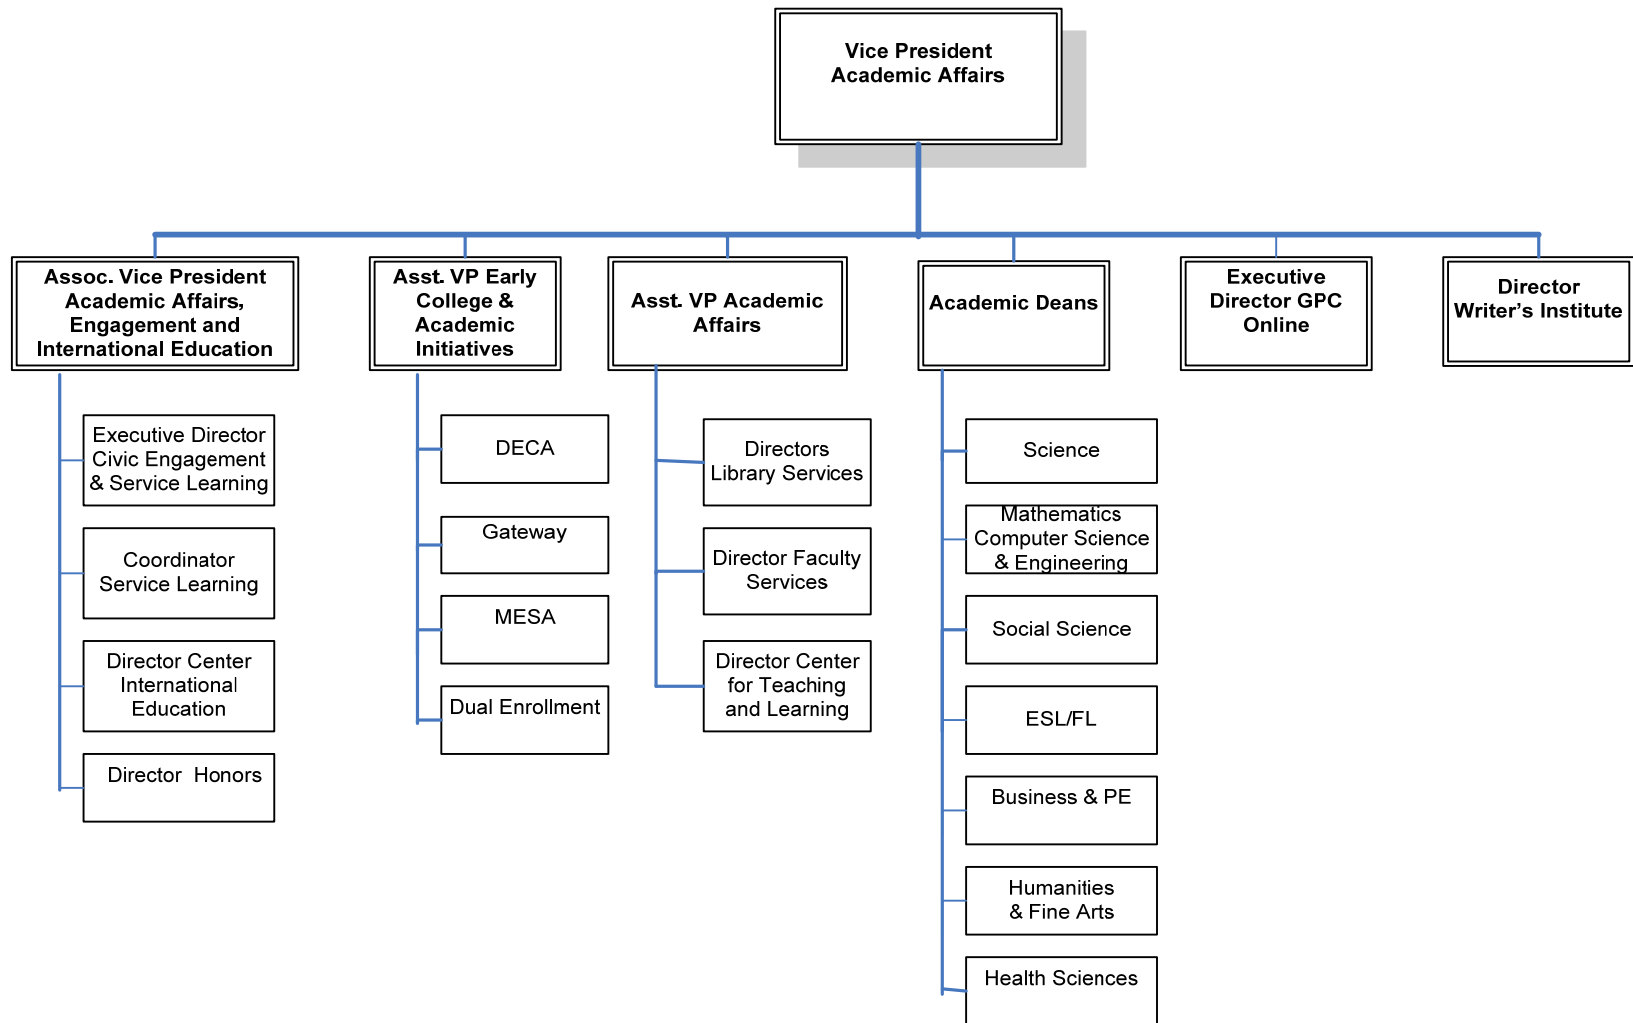 Vice President
Academic Affairs
Assoc. Vice President
Academic Affairs,
Engagement and
International Education
Asst. VP Early
College &
Academic
Initiatives
Asst. VP Academic
Affairs
Academic Deans
Executive
Director GPC
Online
Director
Writer’s Institute
Executive Director
Civic Engagement
& Service Learning
Coordinator
Service Learning
Director Center
International
Education
Director Honors
DECA
Gateway
MESA
Dual Enrollment
Directors
Library Services
Director Faculty
Services
Director Center
for Teaching
and Learning
Science
Mathematics
Computer Science
& Engineering
Social Science
ESL/FL
Business & PE
Humanities
& Fine Arts
Health Sciences